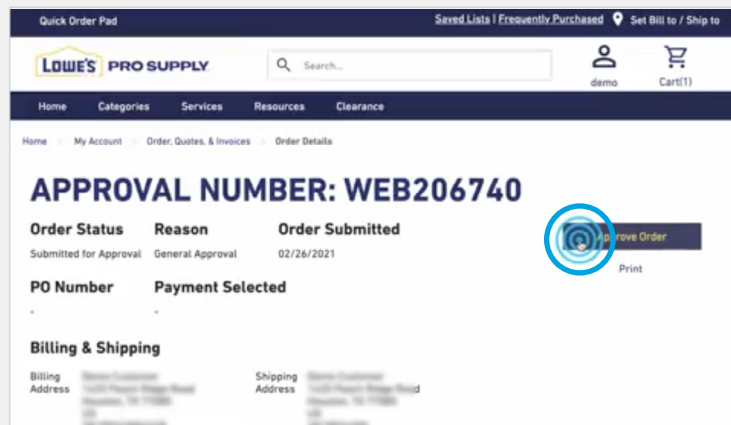 Quick Order Pad Saved Lists | Frequently Purchased Set Bill to / Ship to
LOWE'S PRO SUPPLY Search... demo Cart(1)
Home Categories Services Resources Clearance
Home My Account Order, Quotes, & Invoices Order Details
APPROVAL NUMBER: WEB206740
Order Status Reason Order Submitted
Submitted for Approval General Approval 02/26/2021
Approve Order
Print
PO Number Payment Selected
- -
Billing & Shipping
Billing Address
Shipping Address